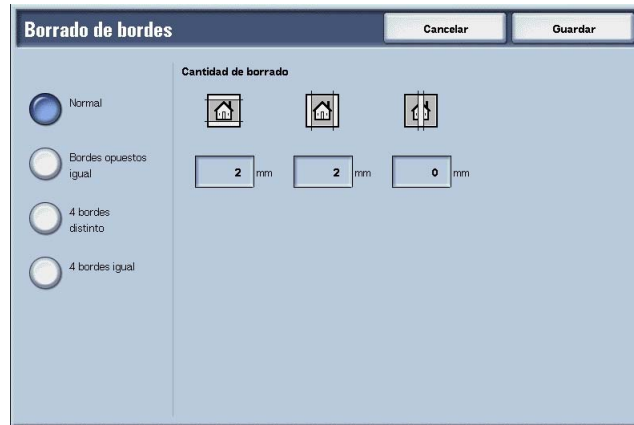 Borrado de bordes
Cancelar
Guardar
Cantidad de borrado
Normal
Bordes opuestos
igual
4 bordes
distinto
4 bordes igual
2 mm
2 mm
0 mm